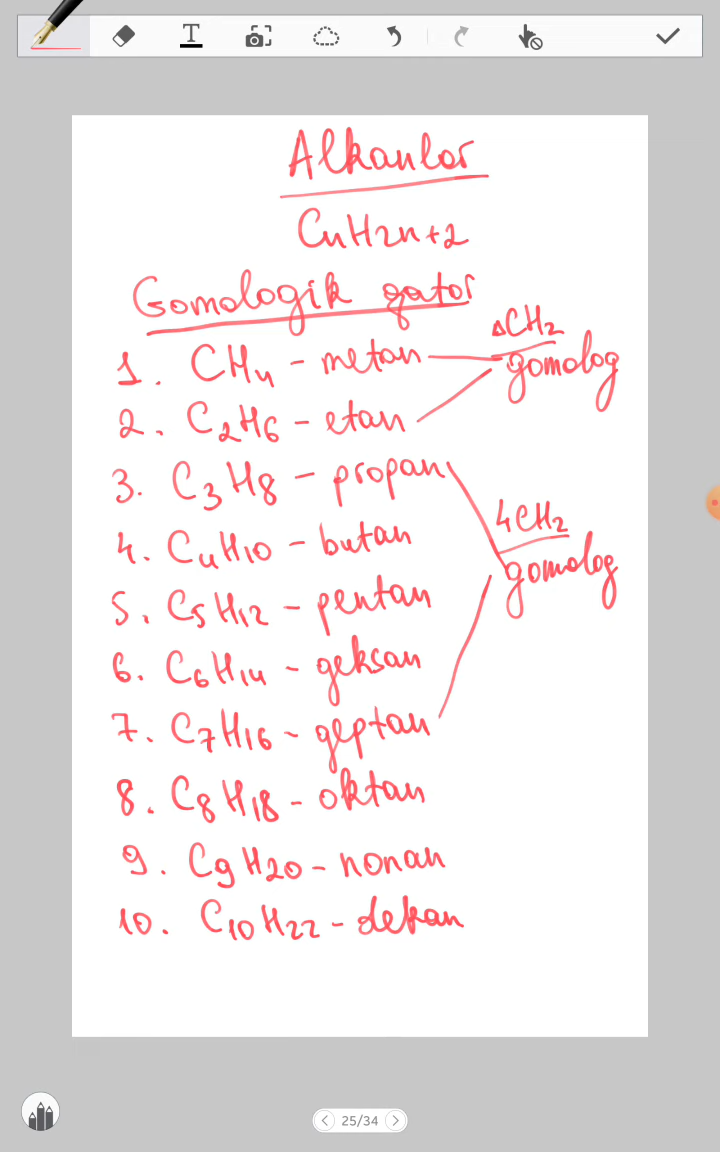 T
Alkanlar
CnH2n+2
Gomologik qator
1. CH4 - metan
ΔCH2
gomolog
2. C2H6 - etan
3. C3H8 - propan
4. C4H10 - butan
4CH2
gomolog
5. C5H12 - pentan
6. C6H14 - geksan
7. C7H16 - geptan
8. C8H18 - oktan
9. C9H20 - nonan
10. C10H22 - dekan
25/34